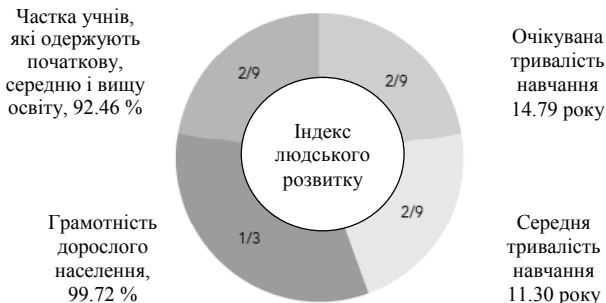 Частка учнів,
які одержують
початкову,
середню і вищу
освіту, 92.46 %
2/9
2/9
Очікувана
тривалість
навчання
14.79 року
Індекс
людського
розвитку
Грамотність
дорослого
населення,
99.72 %
1/3
2/9
Середня
тривалість
навчання
11.30 року